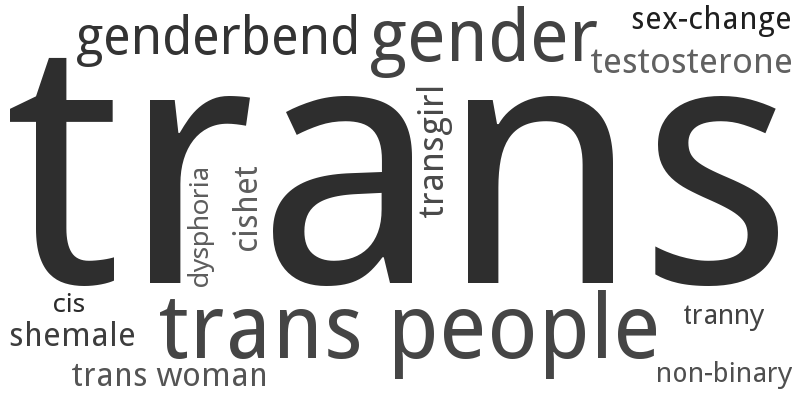 genderbend
gender
sex-change
testosterone
trans
transgirl
cishet
dysphoria
cis
shemale
trans people
tranny
trans woman
non-binary